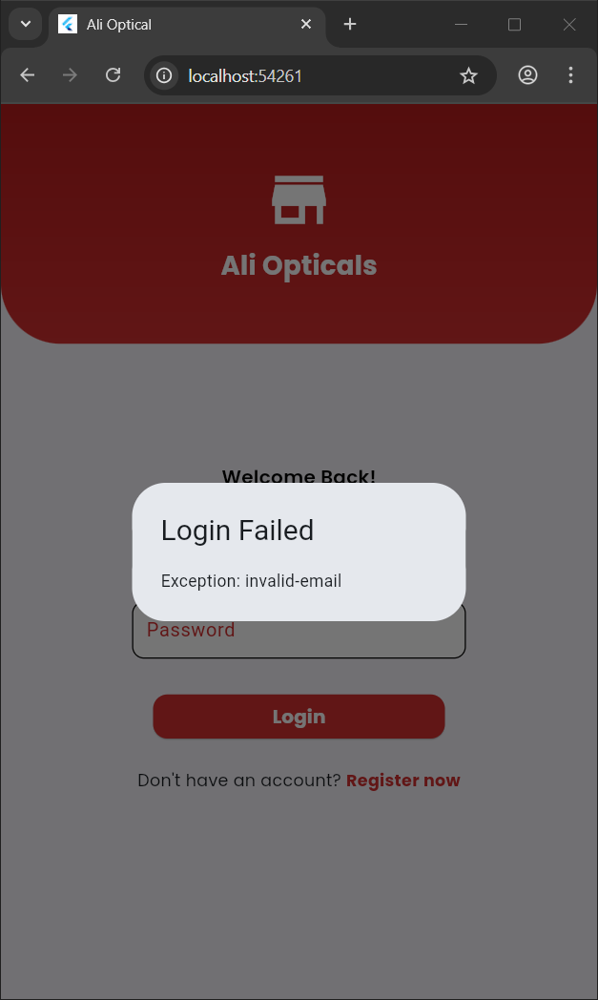 Ali Optical
localhost:54261
Ali Opticals
Welcome Back!
Login Failed
Exception: invalid-email
Password
Login
Don't have an account? Register now